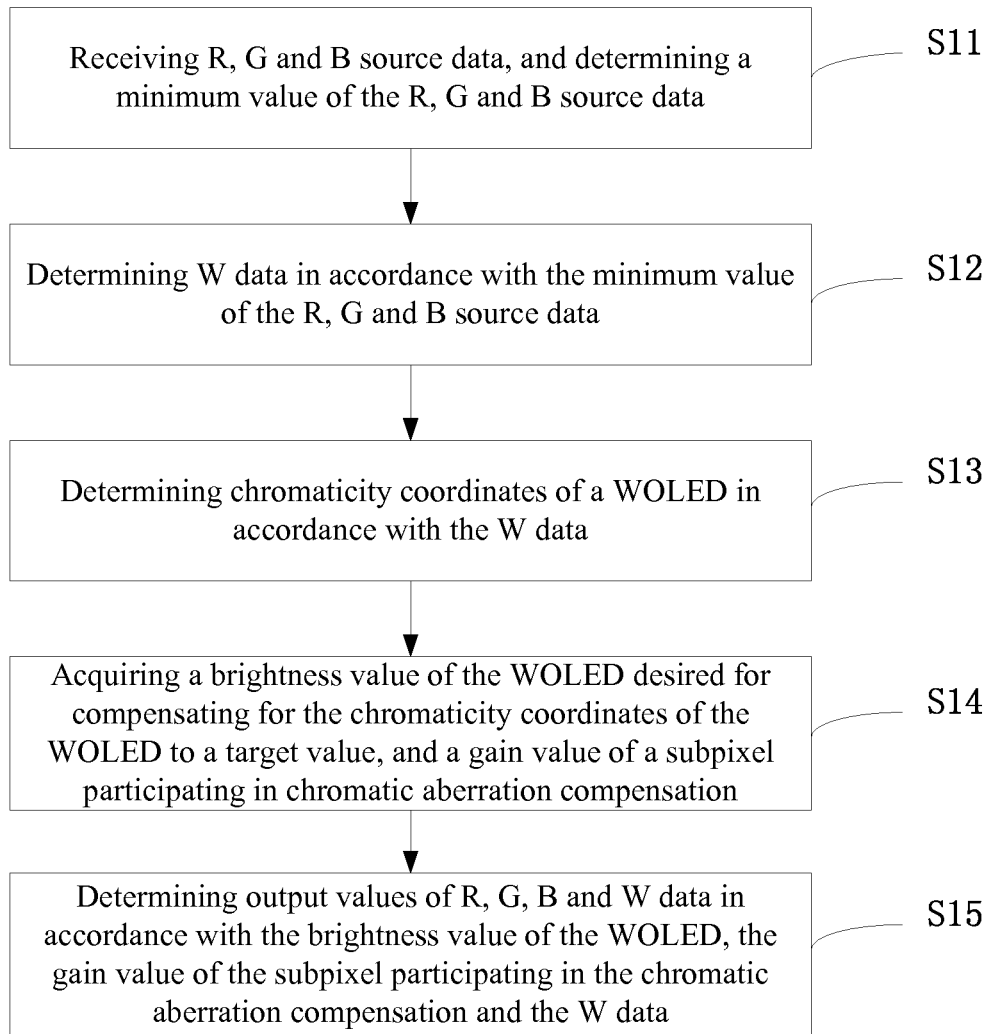 Receiving R, G and B source data, and determining a
minimum value of the R, G and B source data
S11
Determining W data in accordance with the minimum value
of the R, G and B source data
S12
Determining chromaticity coordinates of a WOLED in
accordance with the W data
S13
Acquiring a brightness value of the WOLED desired for
compensating for the chromaticity coordinates of the
WOLED to a target value, and a gain value of a subpixel
participating in chromatic aberration compensation
S14
Determining output values of R, G, B and W data in
accordance with the brightness value of the WOLED, the
gain value of the subpixel participating in the chromatic
aberration compensation and the W data
S15